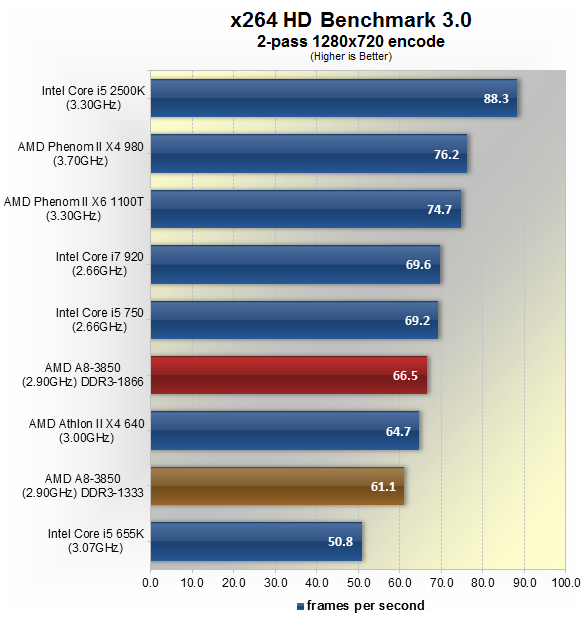 x264 HD Benchmark 3.0
2-pass 1280x720 encode
(Higher is Better)
Intel Core i5 2500K
(3.30GHz)
88.3
AMD Phenom II X4 980
(3.70GHz)
76.2
AMD Phenom II X6 1100T
(3.30GHz)
74.7
Intel Core i7 920
(2.66GHz)
69.6
Intel Core i5 750
(2.66GHz)
69.2
AMD A8-3850
(2.90GHz) DDR3-1866
66.5
AMD Athlon II X4 640
(3.00GHz)
64.7
AMD A8-3850
(2.90GHz) DDR3-1333
61.1
Intel Core i5 655K
(3.07GHz)
50.8
0.0 10.0 20.0 30.0 40.0 50.0 60.0 70.0 80.0 90.0 100.0
frames per second